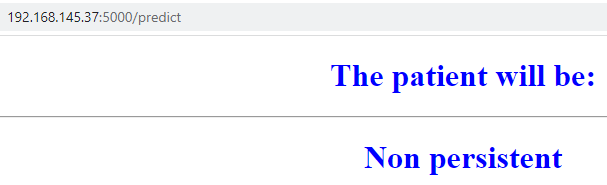 192.168.145.37:5000/predict
The patient will be:
Non persistent